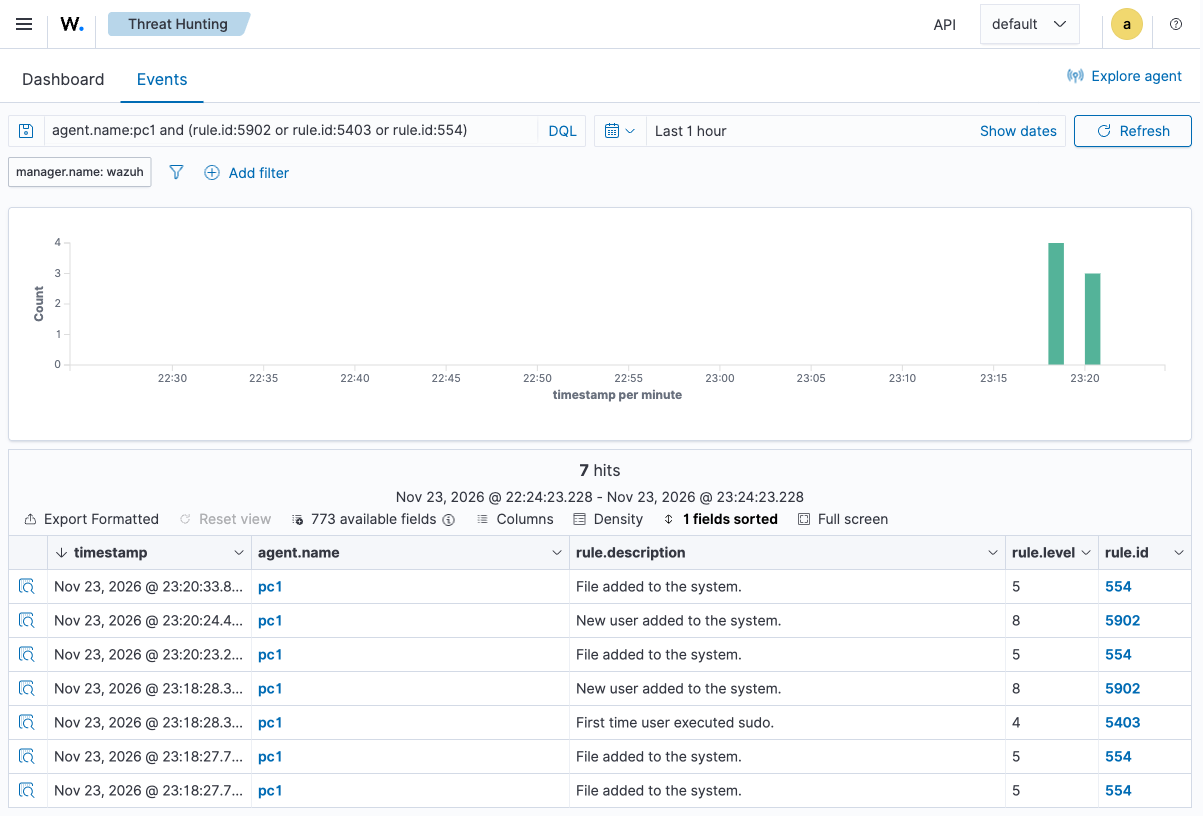 W. Threat Hunting API default a
Dashboard Events Explore agent
agent.name:pc1 and (rule.id:5902 or rule.id:5403 or rule.id:554) DQL Last 1 hour Show dates Refresh
manager.name: wazuh Add filter
4
3
2
1
0
Count
22:30 22:35 22:40 22:45 22:50 22:55 23:00 23:05 23:10 23:15 23:20
timestamp per minute
7 hits
Nov 23, 2026 @ 22:24:23.228 - Nov 23, 2026 @ 23:24:23.228
Export Formatted Reset view 773 available fields Columns Density 1 fields sorted Full screen
timestamp agent.name rule.description rule.level rule.id
Nov 23, 2026 @ 23:20:33.8... pc1 File added to the system. 5 554
Nov 23, 2026 @ 23:20:24.4... pc1 New user added to the system. 8 5902
Nov 23, 2026 @ 23:20:23.2... pc1 File added to the system. 5 554
Nov 23, 2026 @ 23:18:28.3... pc1 New user added to the system. 8 5902
Nov 23, 2026 @ 23:18:28.3... pc1 First time user executed sudo. 4 5403
Nov 23, 2026 @ 23:18:27.7... pc1 File added to the system. 5 554
Nov 23, 2026 @ 23:18:27.7... pc1 File added to the system. 5 554